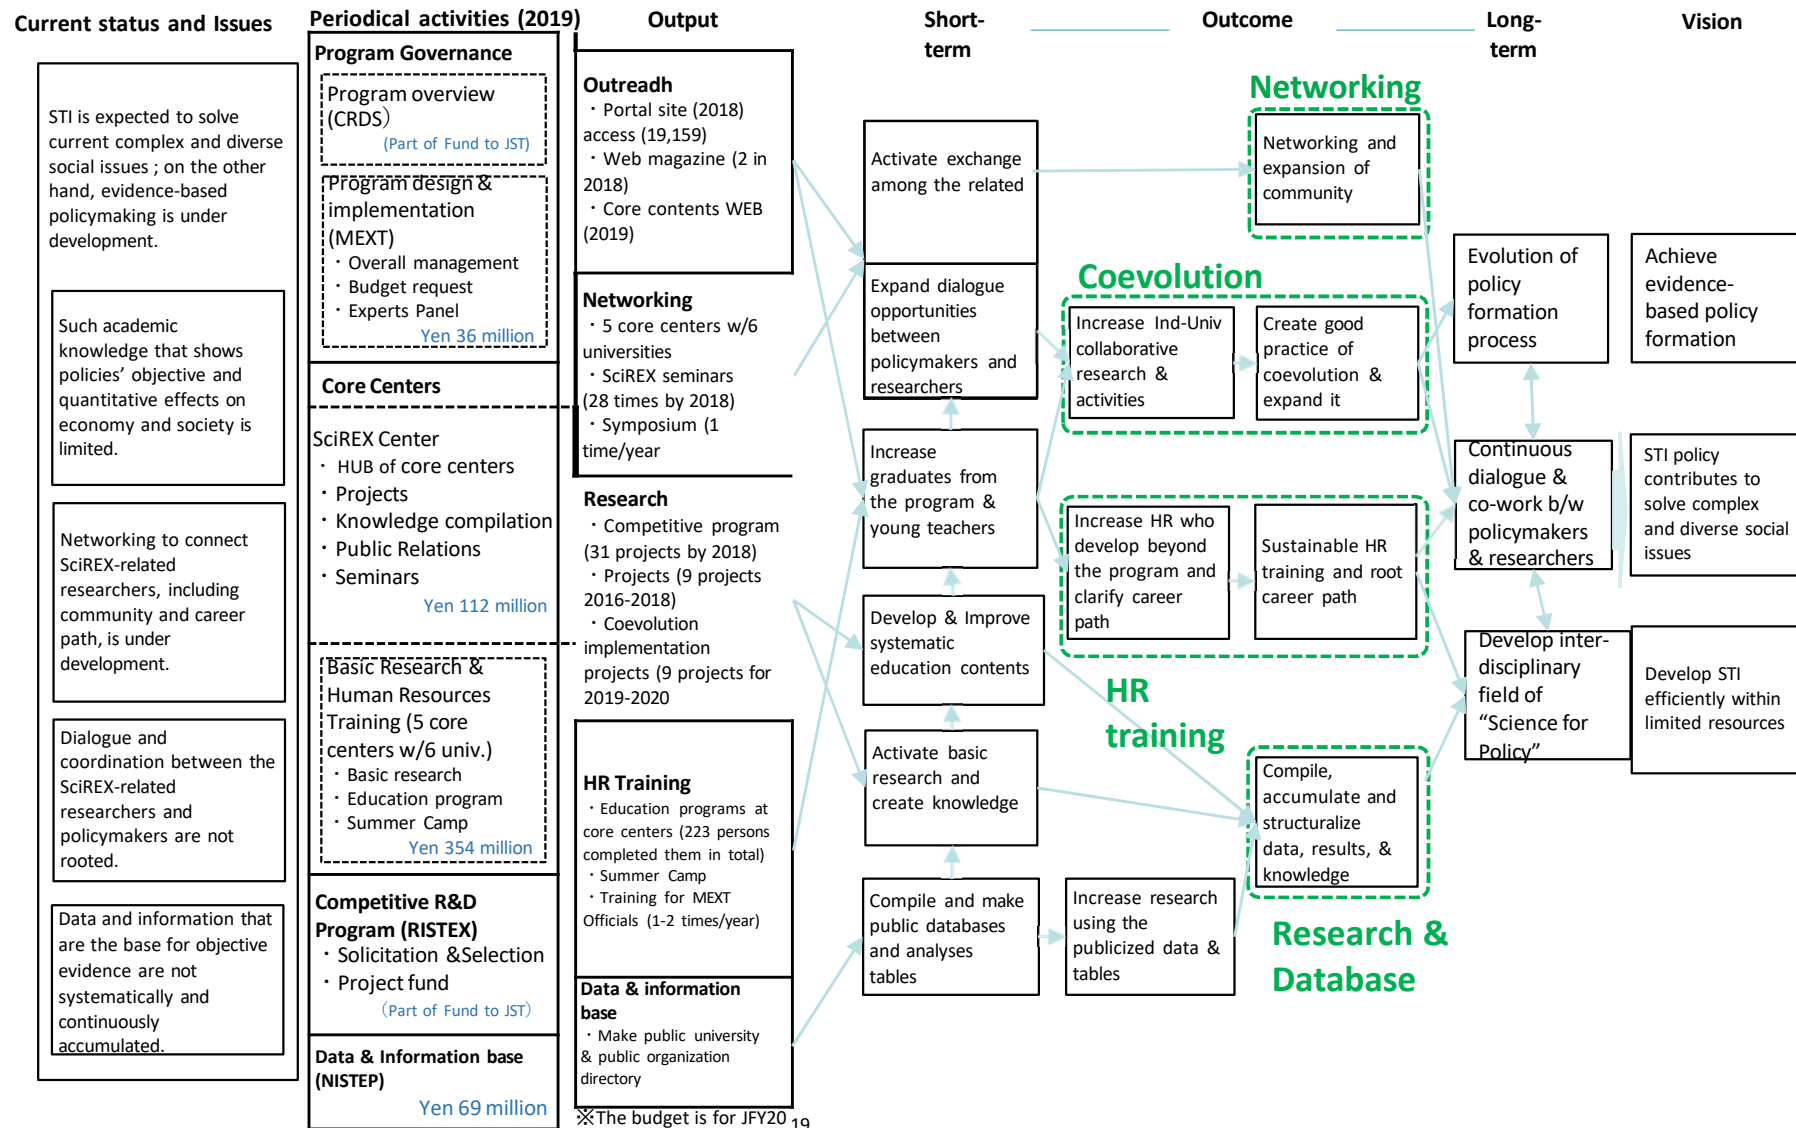 Current status and Issues
STI is expected to solve
current complex and diverse
social issues ; on the other
hand, evidence-based
policymaking is under
development.
Such academic
knowledge that shows
policies’ objective and
quantitative effects on
economy and society is
limited.
Networking to connect
SciREX-related
researchers, including
community and career
path, is under
development.
Dialogue and
coordination between the
SciREX-related
researchers and
policymakers are not
rooted.
Data and information that
are the base for objective
evidence are not
systematically and
continuously
accumulated.
Periodical activities (2019)
Program Governance
Program overview
(CRDS）
(Part of Fund to JST)
Program design &
implementation
(MEXT)
・Overall management
・Budget request
・Experts Panel
Yen 36 million
Core Centers
SciREX Center
・HUB of core centers
・Projects
・Knowledge compilation
・Public Relations
・Seminars
Yen 112 million
Basic Research &
Human Resources
Training (5 core
centers w/6 univ.)
・Basic research
・Education program
・Summer Camp
Yen 354 million
Competitive R&D
Program (RISTEX)
・Solicitation &Selection
・Project fund
（Part of Fund to JST）
Data & Information base
(NISTEP)
Yen 69 million
Output
Outreadh
・Portal site (2018)
access (19,159)
・Web magazine (2 in
2018)
・Core contents WEB
(2019)
Networking
・5 core centers w/6
universities
・SciREX seminars
(28 times by 2018)
・Symposium (1
time/year
Research
・Competitive program
(31 projects by 2018)
・Projects (9 projects
2016-2018)
・Coevolution
implementation
projects (9 projects for
2019-2020
HR Training
・Education programs at
core centers (223 persons
completed them in total)
・Summer Camp
・Training for MEXT
Officials (1-2 times/year)
Data & information
base
・Make public university
& public organization
directory
※The budget is for JFY20
19
Short-
term
Outcome
Long-
term
Activate exchange
among the related
Expand dialogue
opportunities
between
policymakers and
researchers
Increase
graduates from
the program &
young teachers
Develop & Improve
systematic
education contents
Activate basic
research and
create knowledge
Compile and make
public databases
and analyses
tables
Networking
Networking and
expansion of
community
Coevolution
Increase Ind-Univ
collaborative
research &
activities
Create good
practice of
coevolution &
expand it
Increase HR who
develop beyond
the program and
clarify career
path
Sustainable HR
training and root
career path
HR
training
Compile,
accumulate and
structuralize
data, results, &
knowledge
Increase research
using the
publicized data &
tables
Research &
Database
Evolution of
policy
formation
process
Continuous
dialogue &
co-work b/w
policymakers
& researchers
Develop inter-
disciplinary
field of
“Science for
Policy”
Vision
Achieve
evidence-
based policy
formation
STI policy
contributes to
solve complex
and diverse social
issues
Develop STI
efficiently within
limited resources